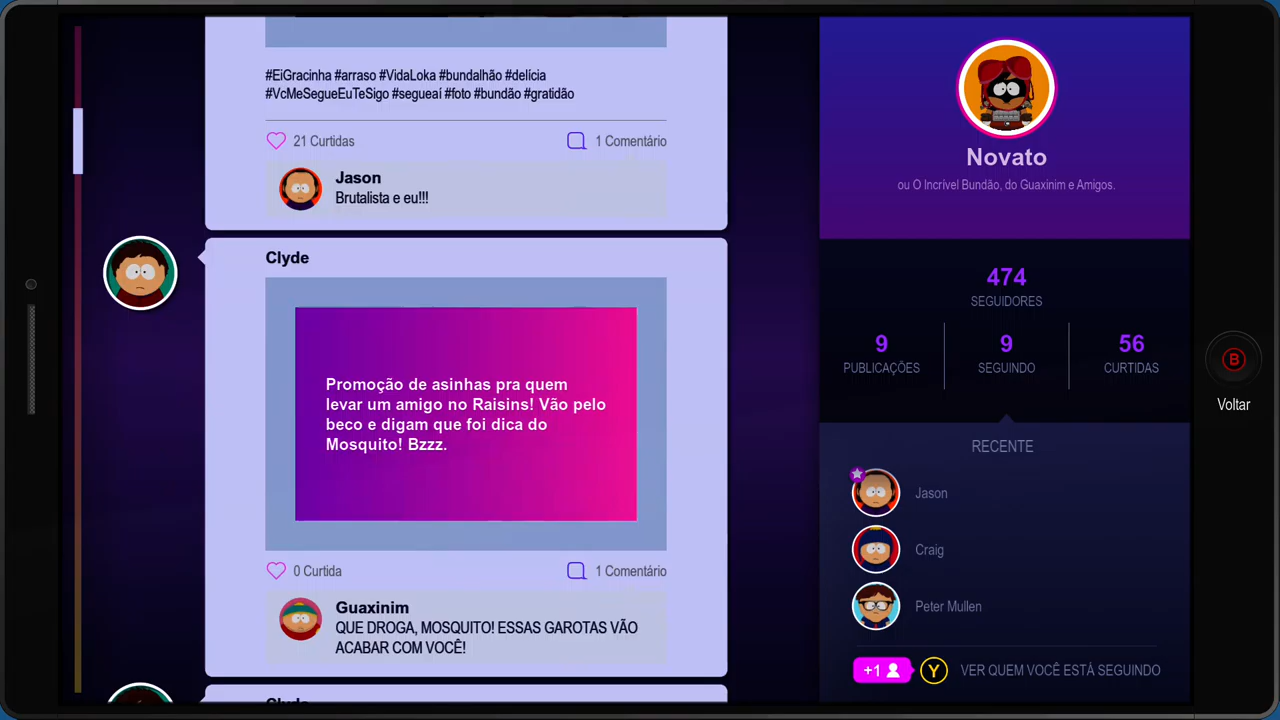 #EiGracinha #arraso #VidaLoka #bundalhão #delícia
#VcMeSegueEuTeSigo #segueaí #foto #bundão #gratidão
21 Curtidas
1 Comentário
Jason
Brutalista e eu!!!
Clyde
Promoção de asinhas pra quem
levar um amigo no Raisins! Vão pelo
beco e digam que foi dica do
Mosquito! Bzzz.
0 Curtida
1 Comentário
Guaxinim
QUE DROGA, MOSQUITO! ESSAS GAROTAS VÃO
ACABAR COM VOCÊ!
Clyde
Novato
ou O Incrível Bundão, do Guaxinim e Amigos.
474
SEGUIDORES
9
PUBLICAÇÕES
9
SEGUINDO
56
CURTIDAS
RECENTE
Jason
Craig
Peter Mullen
+1
Y
VER QUEM VOCÊ ESTÁ SEGUINDO
B
Voltar